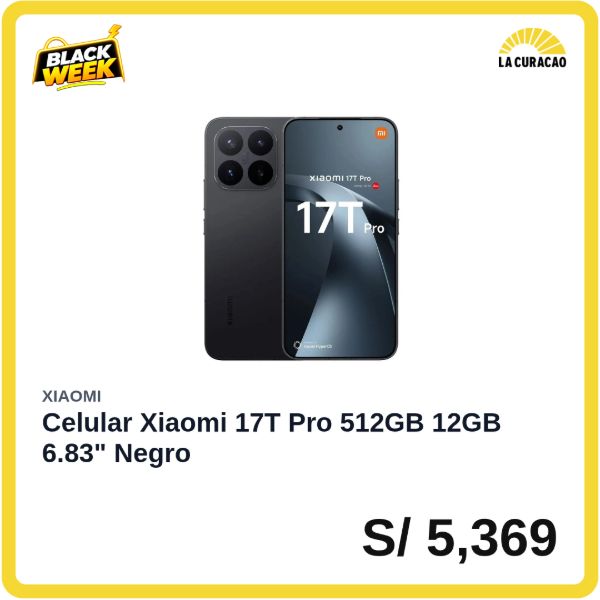 BLACK
WEEK
LA CURACAO
xiaomi 17T Pro
17T Pro
XIAOMI
Celular Xiaomi 17T Pro 512GB 12GB
6.83" Negro
S/ 5,369